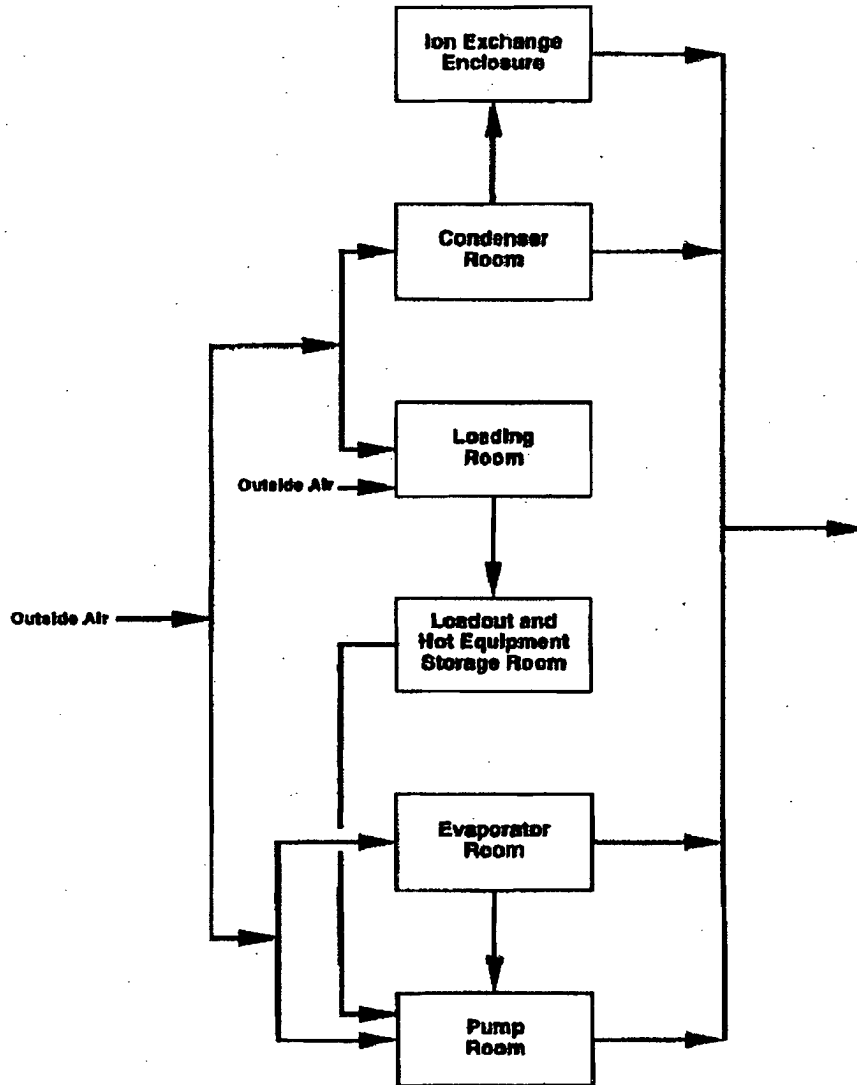 Ion Exchange
Enclosure
Condenser
Room
Loading
Room
Outside Air
Outside Air
Loadout and
Hot Equipment
Storage Room
Evaporator
Room
Pump
Room